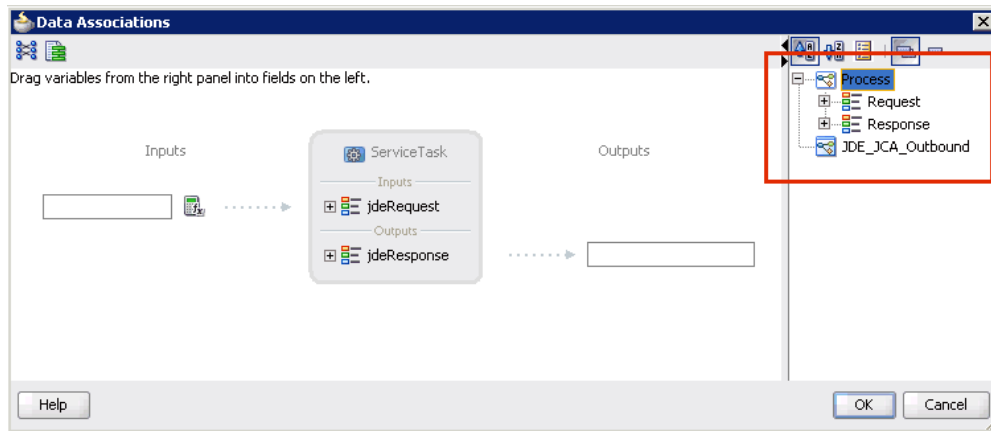 Data Associations
Drag variables from the right panel into fields on the left.
Process
Request
Response
JDE_JCA_Outbound
Inputs
ServiceTask
Outputs
Inputs
jdeRequest
Outputs
jdeResponse
Help
OK
Cancel